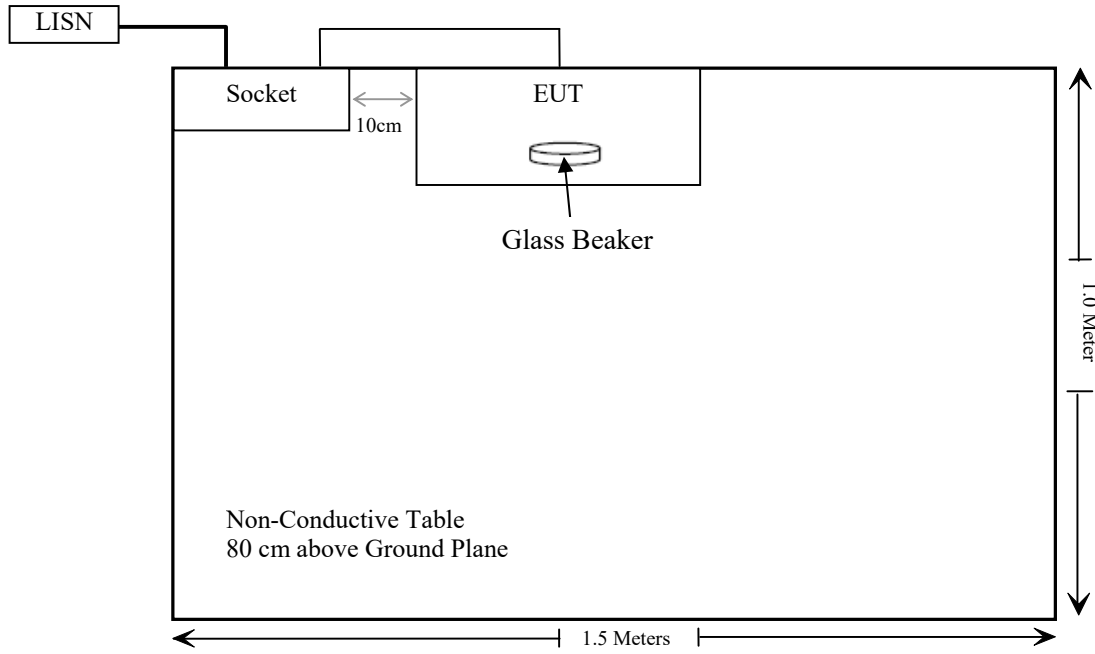 LISN
Socket
EUT
10cm
Glass Beaker
1.0 Meter
Non-Conductive Table
80 cm above Ground Plane
1.5 Meters